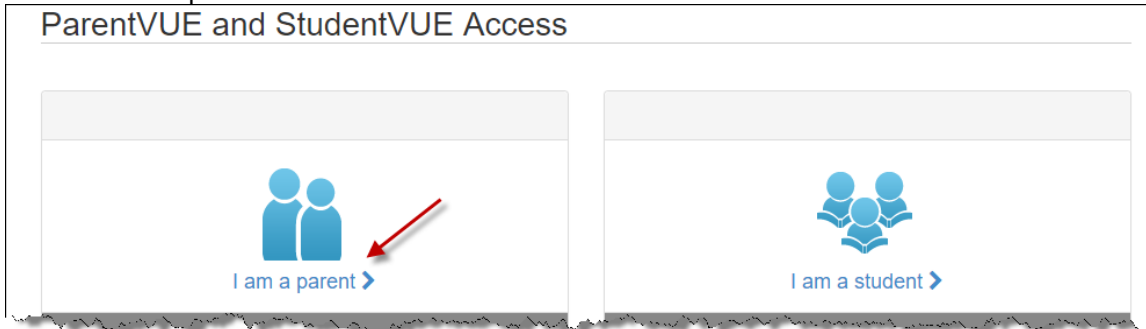 ParentVUE and StudentVUE Access
I am a parent
I am a student